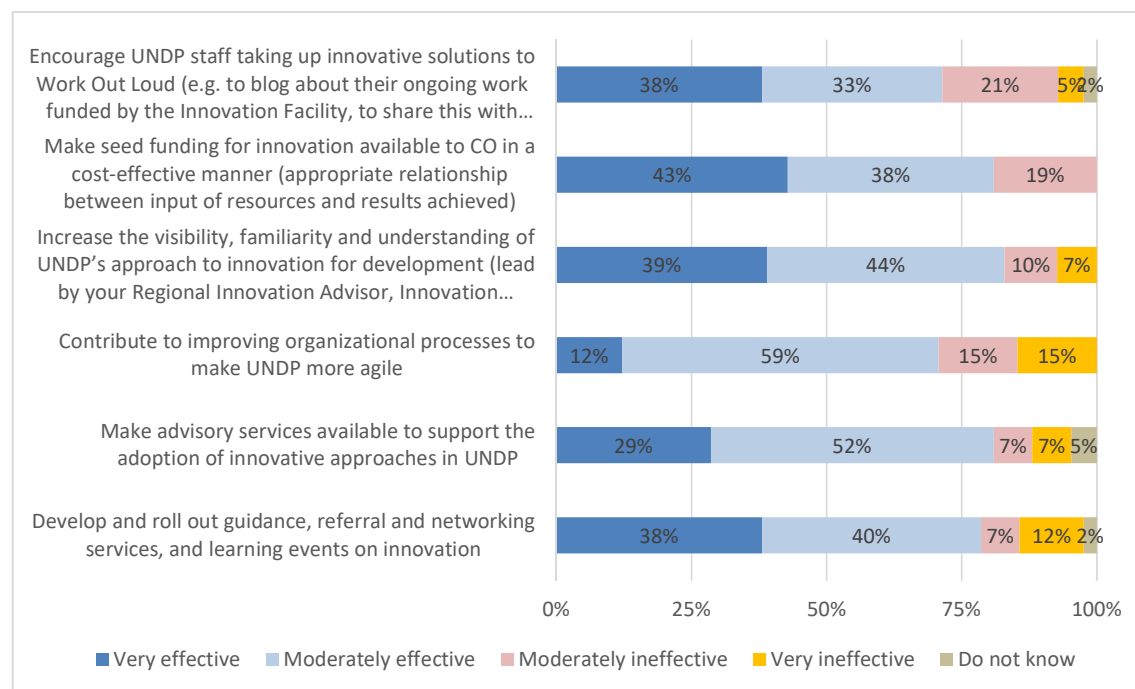 Encourage UNDP staff taking up innovative solutions to
Work Out Loud (e.g. to blog about their ongoing work
funded by the Innovation Facility, to share this with…
38% 33% 21% 5% 2%
Make seed funding for innovation available to CO in a
cost-effective manner (appropriate relationship
between input of resources and results achieved)
43% 38% 19%
Increase the visibility, familiarity and understanding of
UNDP’s approach to innovation for development (lead
by your Regional Innovation Advisor, Innovation…
39% 44% 10% 7%
Contribute to improving organizational processes to
make UNDP more agile
12% 59% 15% 15%
Make advisory services available to support the
adoption of innovative approaches in UNDP
29% 52% 7% 7% 5%
Develop and roll out guidance, referral and networking
services, and learning events on innovation
38% 40% 7% 12% 2%
0% 25% 50% 75% 100%
Very effective Moderately effective Moderately ineffective Very ineffective Do not know